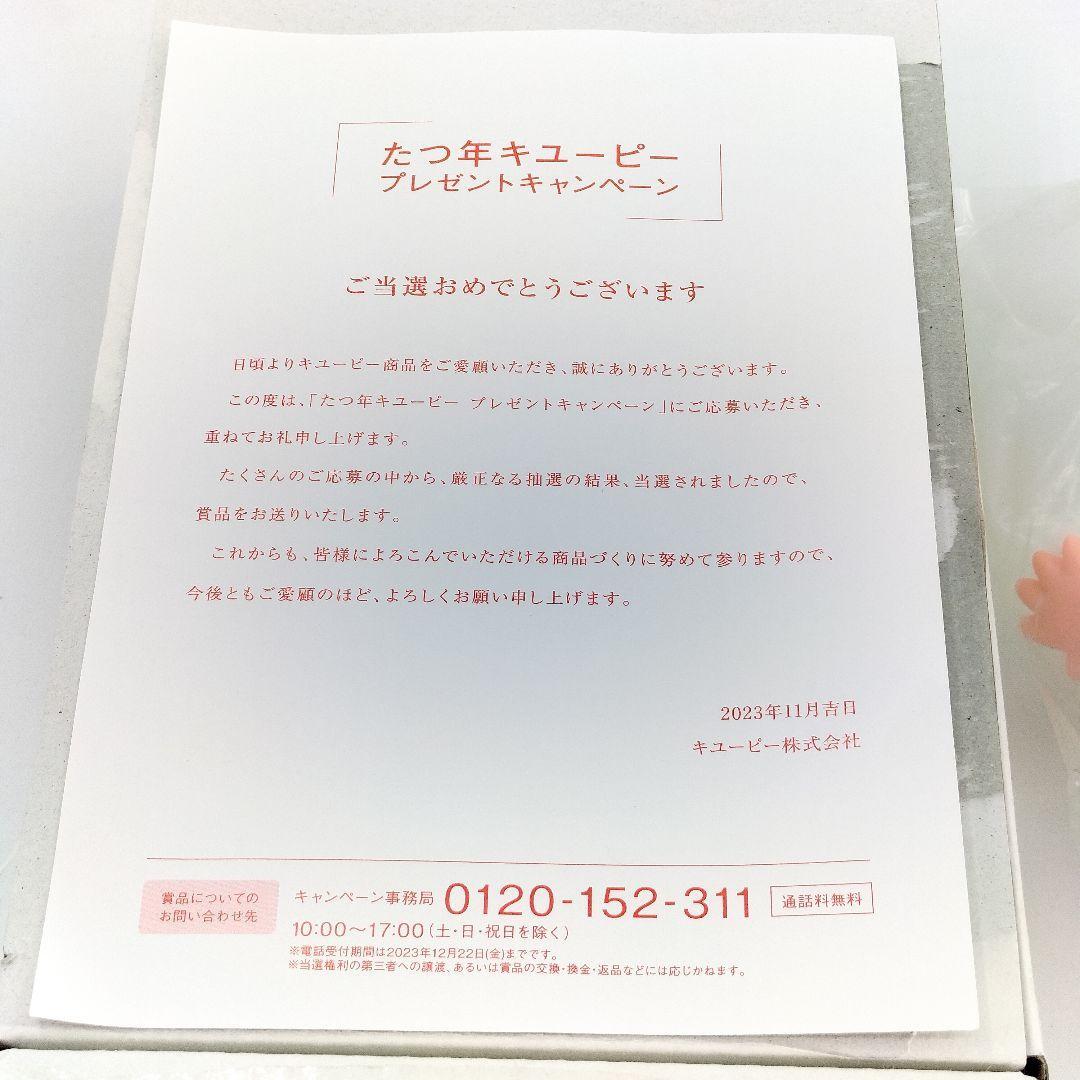 たつ年キユーピー
プレゼントキャンペーン
ご当選おめでとうございます
日頃よりキユーピー商品をご愛顧いただき、誠にありがとうございます。
この度は、「たつ年キユーピー プレゼントキャンペーン」にご応募いただき、
重ねてお礼申し上げます。
たくさんのご応募の中から、厳正なる抽選の結果、当選されましたので、
賞品をお送りいたします。
これからも、皆様によろこんでいただける商品づくりに努めて参りますので、
今後ともご愛顧のほど、よろしくお願い申し上げます。
2023年11月吉日
キユーピー株式会社
賞品についての
お問い合わせ先
キャンペーン事務局 0120-152-311 通話料無料
10:00〜17:00(土・日・祝日を除く)
※電話受付期間は2023年12月22日(金)までです。
※当選権利の第三者への譲渡、あるいは賞品の交換・換金・返品などには応じかねます。